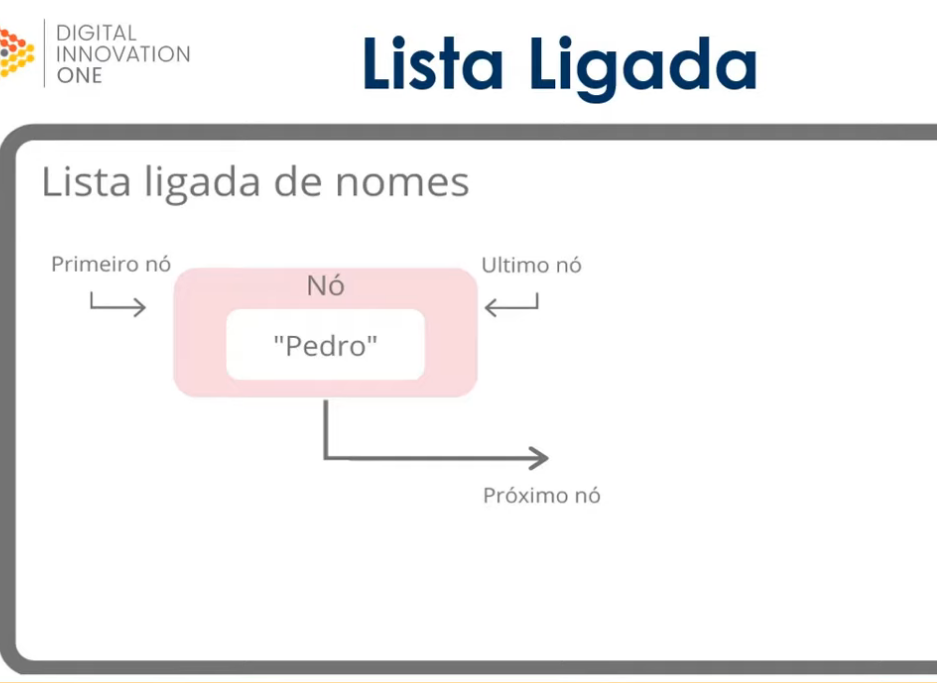 DIGITAL
INNOVATION
ONE
Lista Ligada
Lista ligada de nomes
Primeiro nó
Nó
Ultimo nó
"Pedro"
Próximo nó